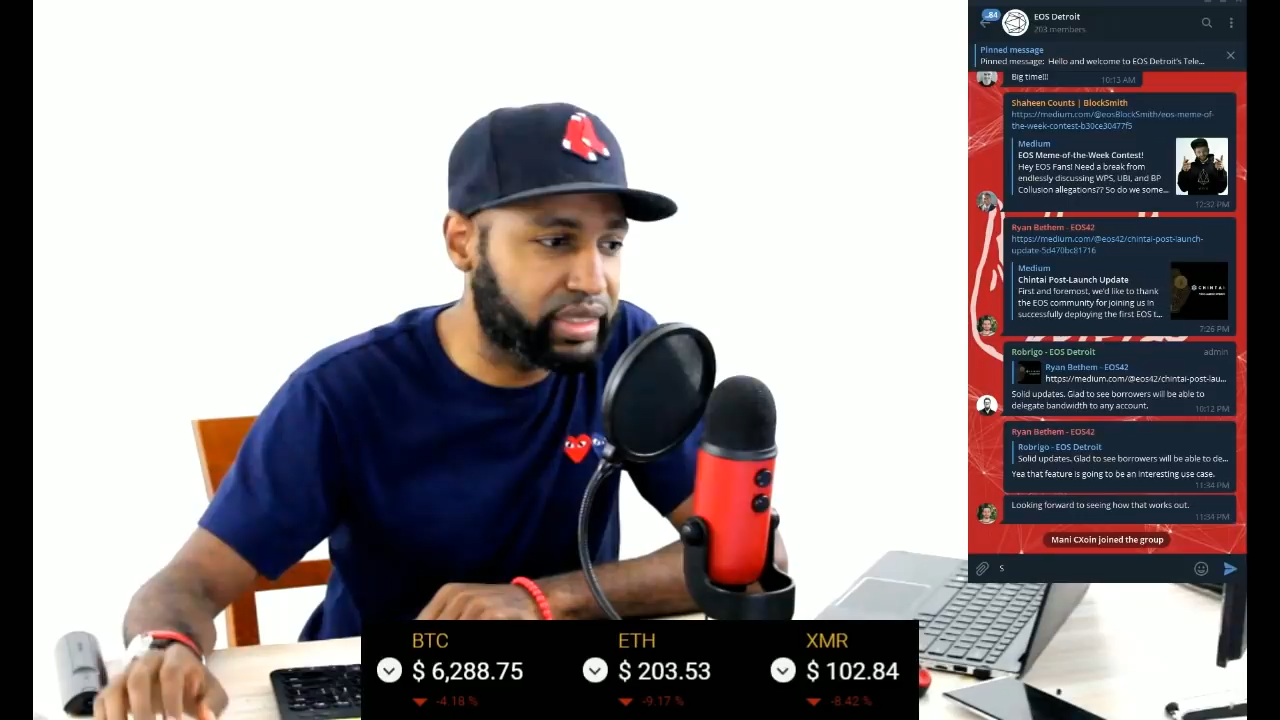 84
EOS Detroit
203 members
Pinned message
Pinned message: Hello and welcome to EOS Detroit's Tele...
Big time!!!
10:13 AM
Shaheen Counts | BlockSmith
https://medium.com/@eosBlockSmith/eos-meme-of-
the-week-contest-b30ce30477f5
Medium
EOS Meme-of-the-Week Contest!
Hey EOS Fans! Need a break from
endlessly discussing WPS, UBI, and BP
Collusion allegations?? So do we some...
12:32 PM
Ryan Bethem - EOS42
https://medium.com/@eos42/chintai-post-launch-
update-5d470bc81716
Medium
Chintai Post-Launch Update
First and foremost, we'd like to thank
the EOS community for joining us in
successfully deploying the first EOS t...
CHINTAI
7:26 PM
Robrigo - EOS Detroit admin
Ryan Bethem - EOS42
https://medium.com/@eos42/chintai-post-lau...
Solid updates. Glad to see borrowers will be able to
delegate bandwidth to any account.
10:12 PM
Ryan Bethem - EOS42
Robrigo - EOS Detroit
Solid updates. Glad to see borrowers will be able to de...
Yea that feature is going to be an interesting use case.
11:34 PM
Looking forward to seeing how that works out.
11:34 PM
Mani CXoin joined the group
S
BTC ETH XMR
$ 6,288.75 $ 203.53 $ 102.84
-4.18 % -9.17 % -8.42 %